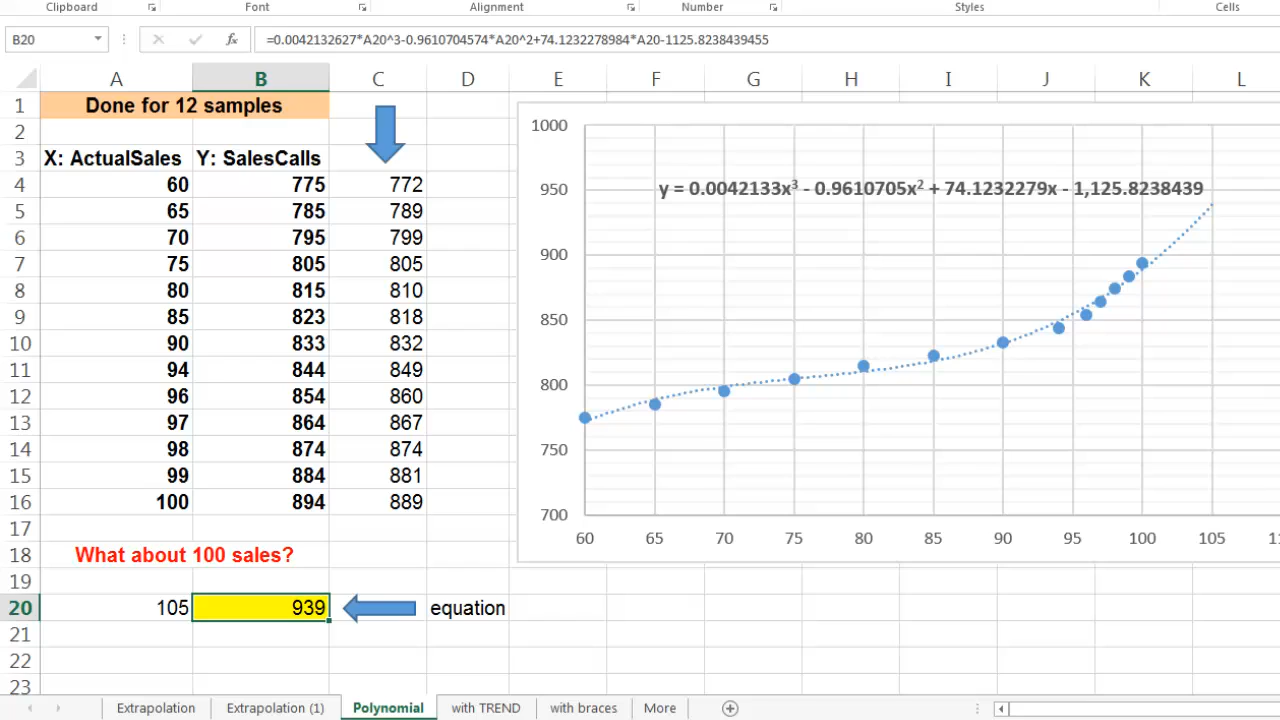 Clipboard Font Alignment Number Styles Cells
B20 fx =0.0042132627*A20^3-0.9610704574*A20^2+74.1232278984*A20-1125.8238439455
A B C D E F G H I J K L
1 Done for 12 samples
2
3 X: ActualSales Y: SalesCalls
4 60 775 772
5 65 785 789
6 70 795 799
7 75 805 805
8 80 815 810
9 85 823 818
10 90 833 832
11 94 844 849
12 96 854 860
13 97 864 867
14 98 874 874
15 99 884 881
16 100 894 889
17
18 What about 100 sales?
19
20 105 939 equation
21
22
23
1000
y = 0.0042133x³ - 0.9610705x² + 74.1232279x - 1,125.8238439
950
900
850
800
750
700
60 65 70 75 80 85 90 95 100 105
Extrapolation Extrapolation (1) Polynomial with TREND with braces More